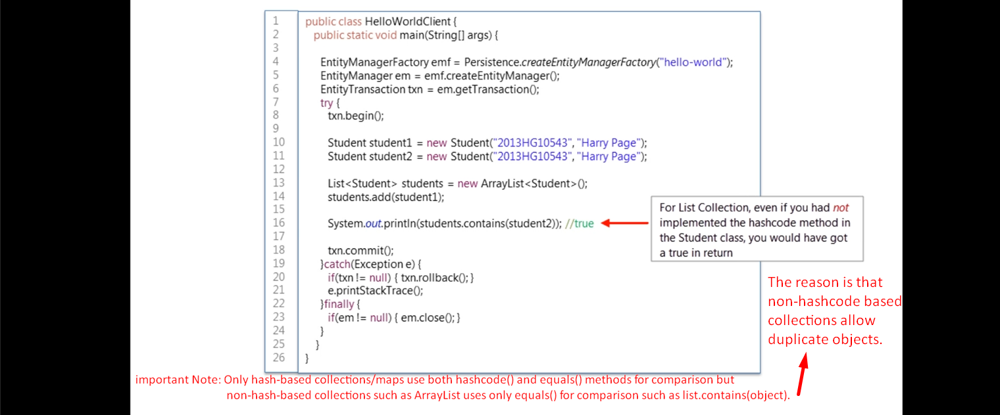 1 public class HelloWorldClient {
2 public static void main(String[] args) {
3
4 EntityManagerFactory emf = Persistence.createEntityManagerFactory("hello-world");
5 EntityManager em = emf.createEntityManager();
6 EntityTransaction txn = em.getTransaction();
7 try {
8 txn.begin();
9
10 Student student1 = new Student("2013HG10543", "Harry Page");
11 Student student2 = new Student("2013HG10543", "Harry Page");
12
13 List<Student> students = new ArrayList<Student>();
14 students.add(student1);
15
16 System.out.println(students.contains(student2)); //true
17
18 txn.commit();
19 }catch(Exception e) {
20 if(txn != null) { txn.rollback(); }
21 e.printStackTrace();
22 }finally {
23 if(em != null) { em.close(); }
24 }
25 }
26 }
For List Collection, even if you had not
implemented the hashcode method in
the Student class, you would have got
a true in return
The reason is that
non-hashcode based
collections allow
duplicate objects.
important Note: Only hash-based collections/maps use both hashcode() and equals() methods for comparison but
non-hash-based collections such as ArrayList uses only equals() for comparison such as list.contains(object).